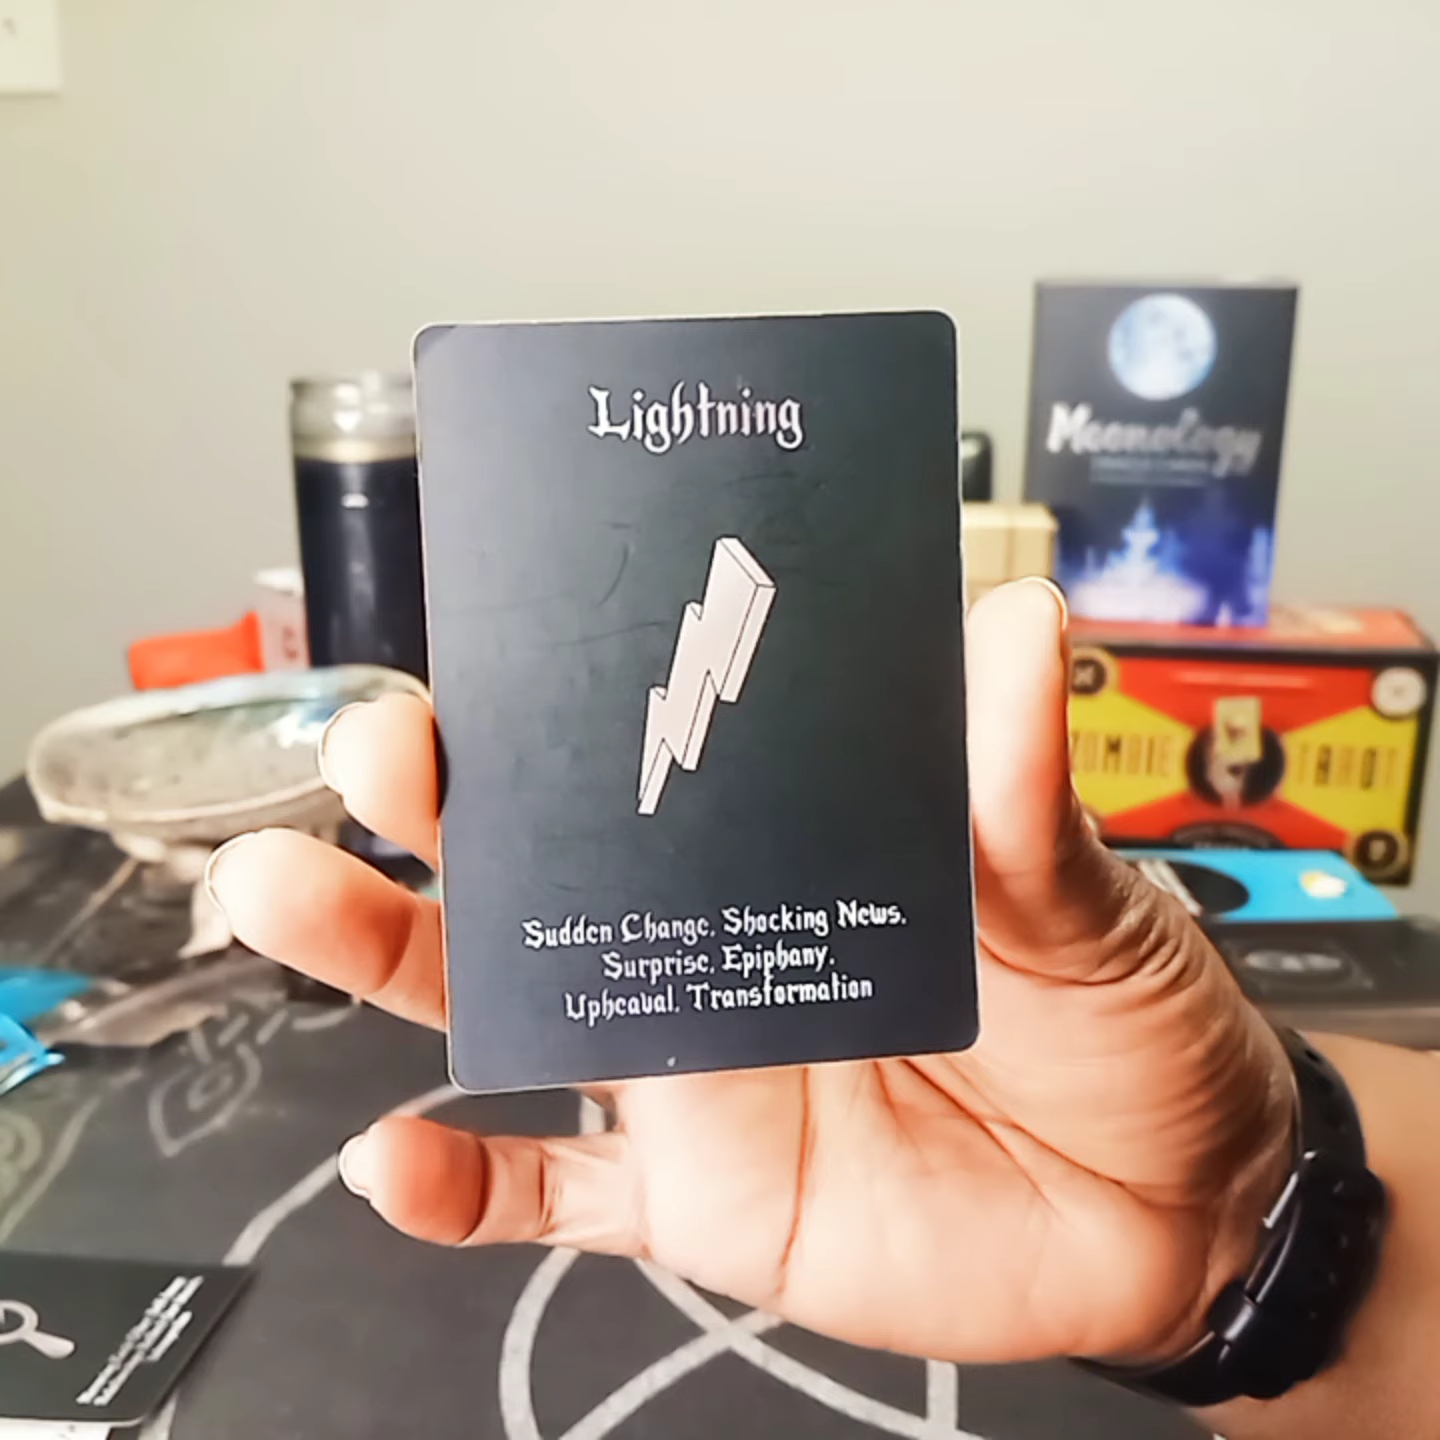 Lightning
Sudden Change, Shocking News,
Surprise, Epiphany,
Upheaval, Transformation
Moonology
ZOMBIE TAROT